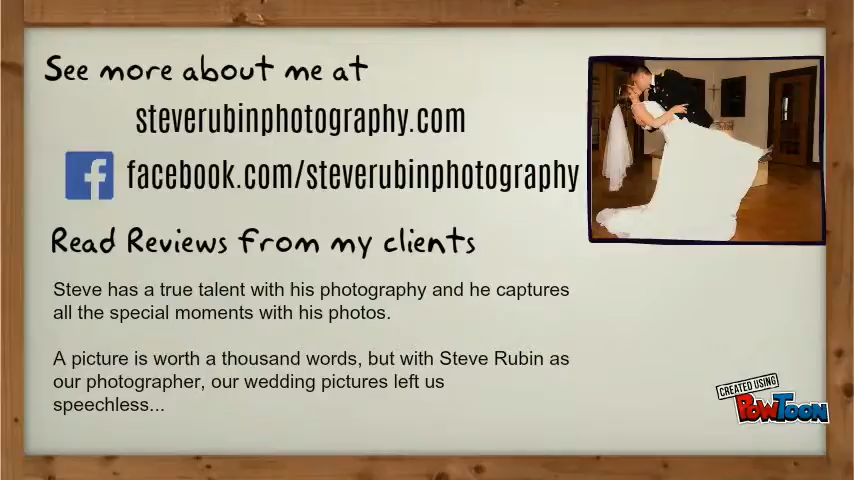 See more about me at
steverubinphotography.com
facebook.com/steverubinphotography
Read Reviews from my clients
Steve has a true talent with his photography and he captures
all the special moments with his photos.
A picture is worth a thousand words, but with Steve Rubin as
our photographer, our wedding pictures left us
speechless...
CREATED USING
POWTOON